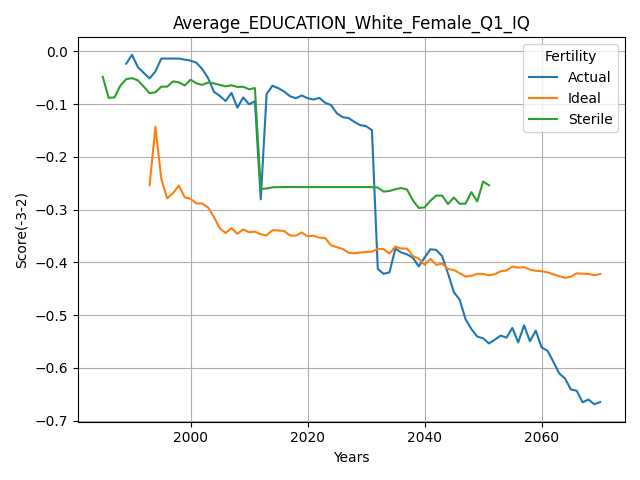 Average_EDUCATION_White_Female_Q1_IQ
Fertility
Actual
Ideal
Sterile
Score(-3-2)
0.0
−0.1
−0.2
−0.3
−0.4
−0.5
−0.6
−0.7
2000
2020
2040
2060
Years